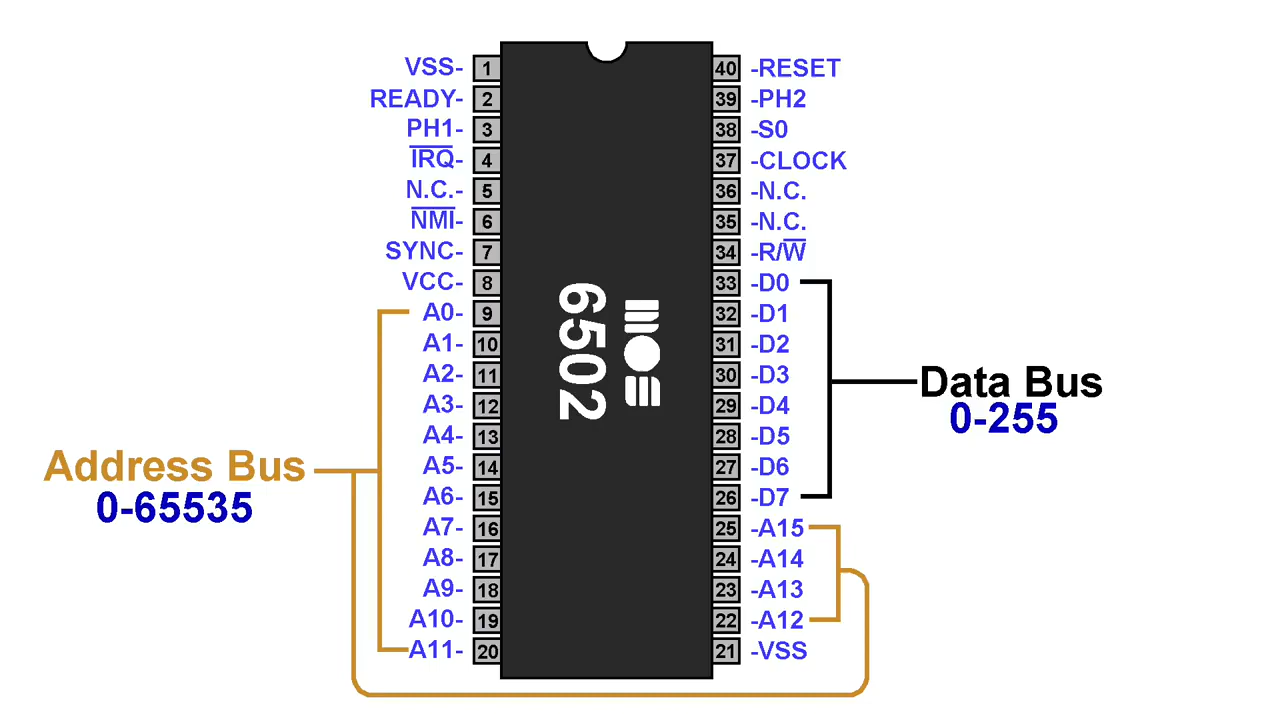 VSS- 1
READY- 2
PH1- 3
IRQ- 4
N.C.- 5
NMI- 6
SYNC- 7
VCC- 8
A0- 9
A1- 10
A2- 11
A3- 12
A4- 13
A5- 14
A6- 15
A7- 16
A8- 17
A9- 18
A10- 19
A11- 20
40 -RESET
39 -PH2
38 -S0
37 -CLOCK
36 -N.C.
35 -N.C.
34 -R/W
33 -D0
32 -D1
31 -D2
30 -D3
29 -D4
28 -D5
27 -D6
26 -D7
25 -A15
24 -A14
23 -A13
22 -A12
21 -VSS
MOS
6502
Address Bus
0-65535
Data Bus
0-255